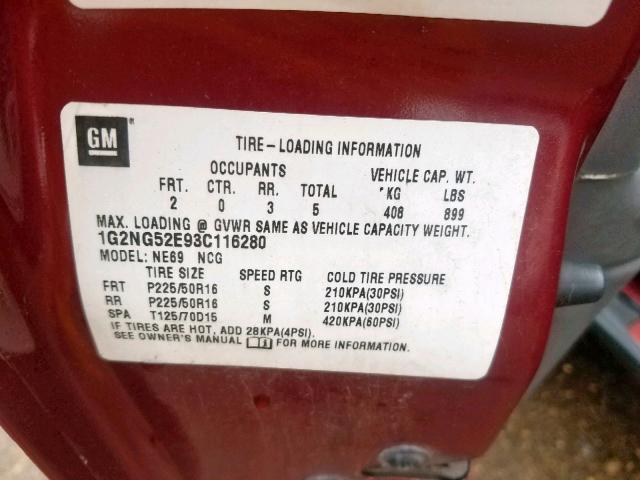 GM
TIRE-LOADING INFORMATION
OCCUPANTS VEHICLE CAP. WT.
FRT. CTR. RR. TOTAL KG LBS
2 0 3 5 408 899
MAX. LOADING @ GVWR SAME AS VEHICLE CAPACITY WEIGHT.
1G2NG52E93C116280
MODEL: NE69 NCG
TIRE SIZE SPEED RTG COLD TIRE PRESSURE
FRT P225/50R16 S 210KPA(30PSI)
RR P225/50R16 S 210KPA(30PSI)
SPA T125/70D15 M 420KPA(60PSI)
IF TIRES ARE HOT, ADD 28KPA(4PSI).
SEE OWNER'S MANUAL FOR MORE INFORMATION.